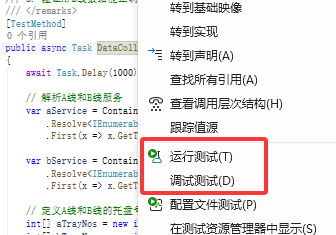 /// </remarks>
[TestMethod]
0 个引用
public async Task DataColl
{
await Task.Delay(1000)
// 解析A线和B线服务
var aService = Contain
.Resolve<IEnumerabl
.First(x => x.GetT
var bService = Contain
.Resolve<IEnumerabl
.First(x => x.GetT
// 定义A线和B线的托盘号
int[] aTrayNos = new i
转到基础映像
转到实现
转到声明(A)
查找所有引用(A)
查看调用层次结构(H)
跟踪值源
运行测试(T)
调试测试(D)
配置文件测试(P)
在测试资源管理器中显示(S)